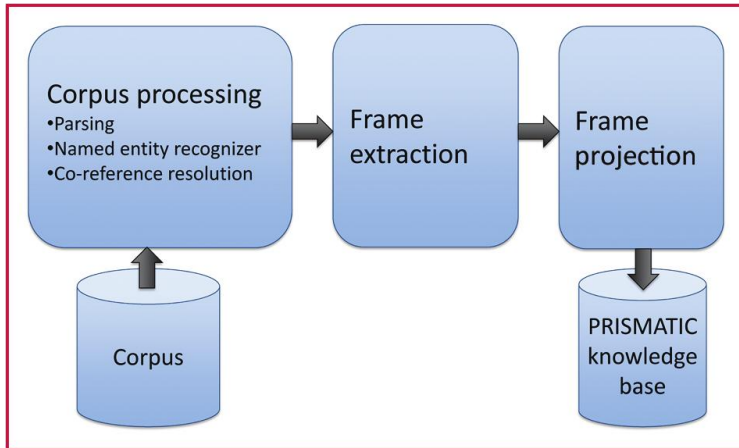 Corpus processing
•Parsing
•Named entity recognizer
•Co-reference resolution
Frame
extraction
Frame
projection
Corpus
PRISMATIC
knowledge
base